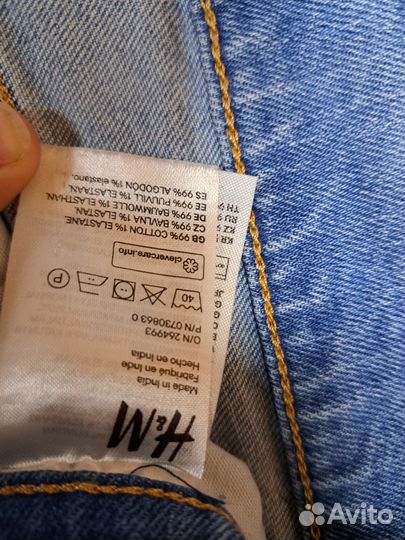 H&M
Made in India
Fabriqué en Inde
Hecho en India
O/N 264993
P/N 0730863 0
40
P
clevercare.info
GB 99% COTTON 1% ELASTANE.
CZ 99% BAVLNA 1% ELASTAN.
DE 99% BAUMWOLLE 1% ELASTHAN.
EE 99% PUUVILL 1% ELASTAAN.
ES 99% ALGODÓN 1% elastano.
Avito